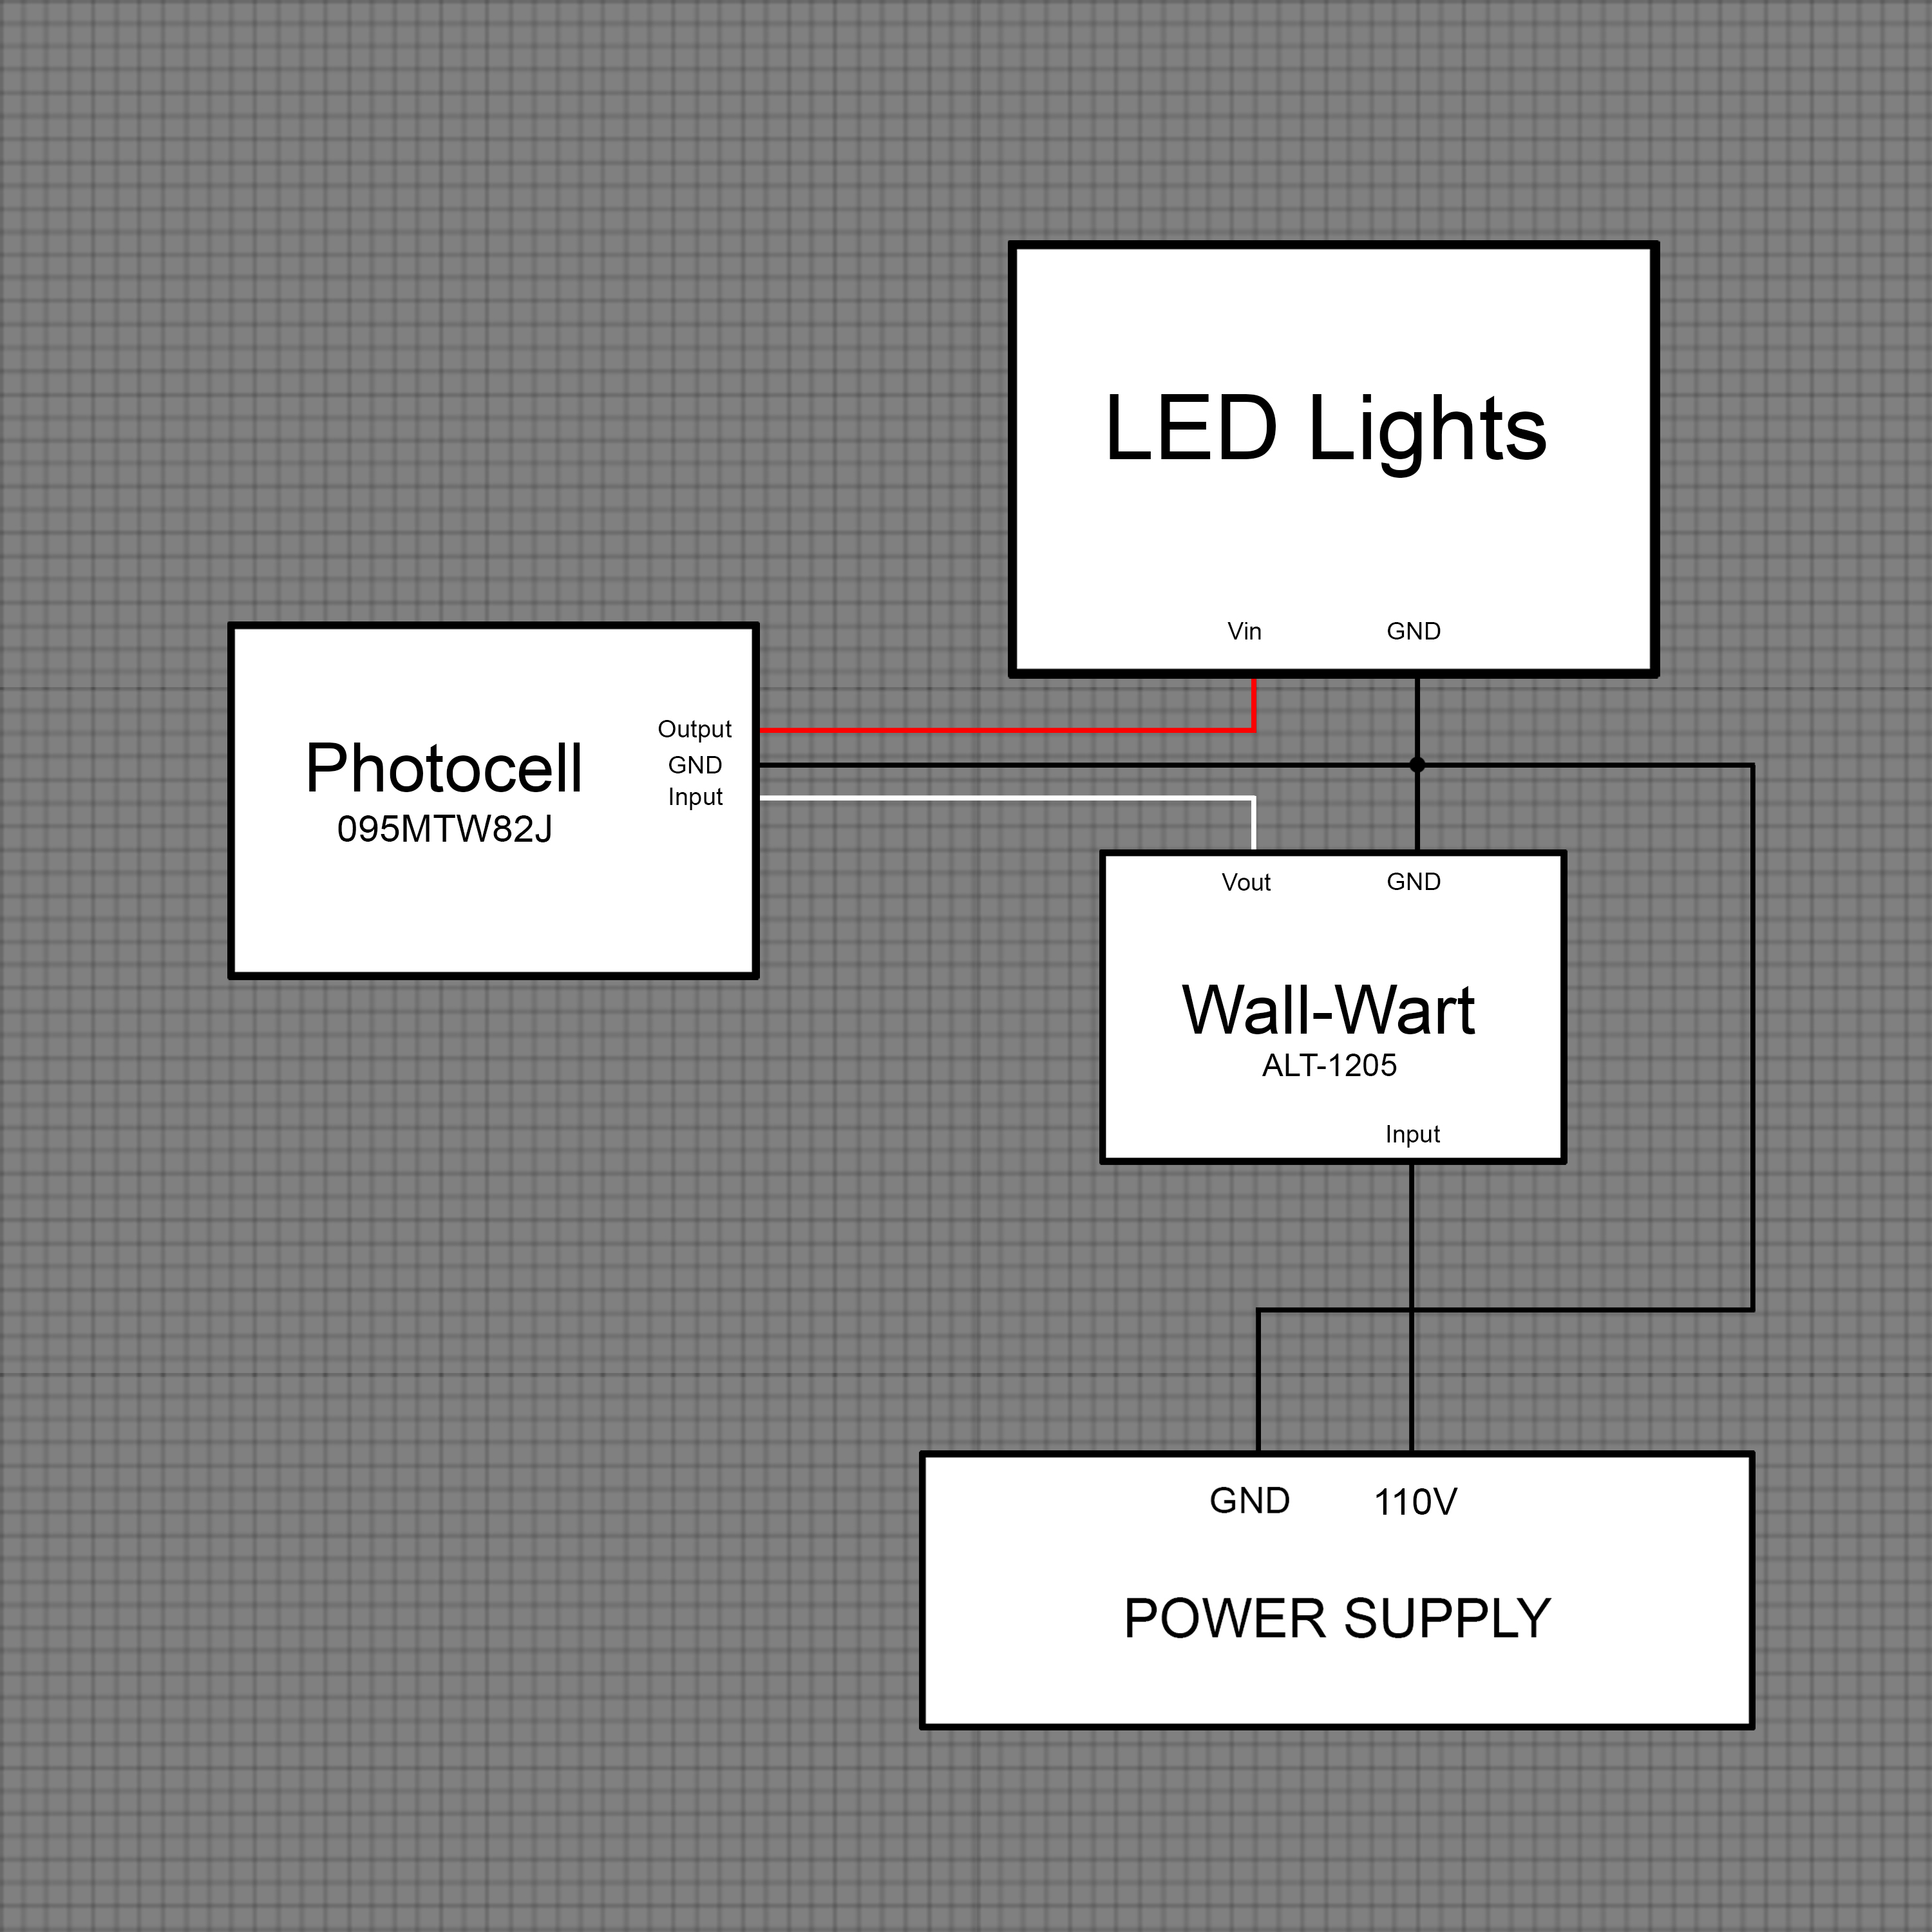 LED Lights
Vin
GND
Photocell
095MTW82J
Output
GND
Input
Vout
GND
Wall-Wart
ALT-1205
Input
GND
110V
POWER SUPPLY